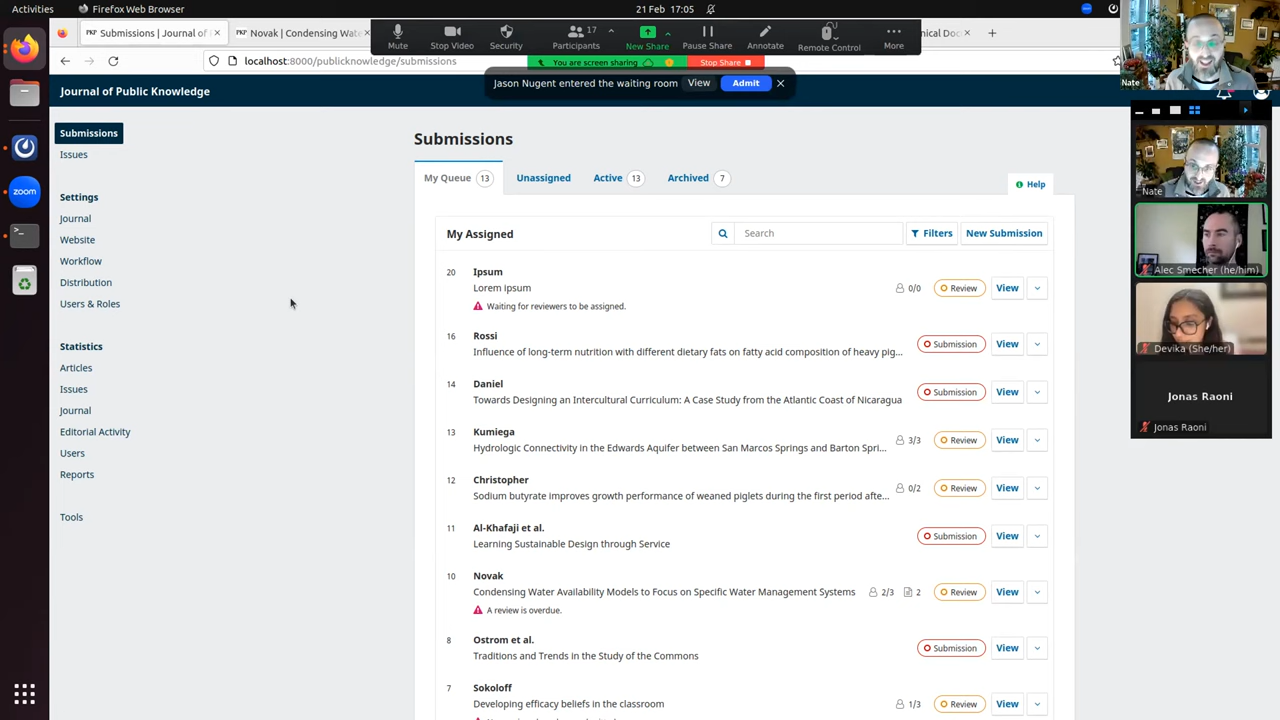 Activities
Firefox Web Browser
21 Feb 17:05
Submissions | Journal of
Novak | Condensing Wate
nical Doc
Mute
Stop Video
Security
17
Participants
New Share
Pause Share
Annotate
Remote Control
More
You are screen sharing
Stop Share
localhost:8000/publicknowledge/submissions
Jason Nugent entered the waiting room
View
Admit
Nate
Journal of Public Knowledge
Submissions
Issues
Settings
Journal
Website
Workflow
Distribution
Users & Roles
Statistics
Articles
Issues
Journal
Editorial Activity
Users
Reports
Tools
Submissions
My Queue 13
Unassigned
Active 13
Archived 7
Help
My Assigned
Search
Filters
New Submission
20 Ipsum
Lorem ipsum
0/0 Review View
Waiting for reviewers to be assigned.
16 Rossi
Influence of long-term nutrition with different dietary fats on fatty acid composition of heavy pig...
Submission View
14 Daniel
Towards Designing an Intercultural Curriculum: A Case Study from the Atlantic Coast of Nicaragua
Submission View
13 Kumiega
Hydrologic Connectivity in the Edwards Aquifer between San Marcos Springs and Barton Spri...
3/3 Review View
12 Christopher
Sodium butyrate improves growth performance of weaned piglets during the first period afte...
0/2 Review View
11 Al-Khafaji et al.
Learning Sustainable Design through Service
Submission View
10 Novak
Condensing Water Availability Models to Focus on Specific Water Management Systems
2/3 2 Review View
A review is overdue.
8 Ostrom et al.
Traditions and Trends in the Study of the Commons
Submission View
7 Sokoloff
Developing efficacy beliefs in the classroom
1/3 Review View
Nate
Alec Smecher (he/him)
Devika (She/her)
Jonas Raoni
Jonas Raoni
zoom